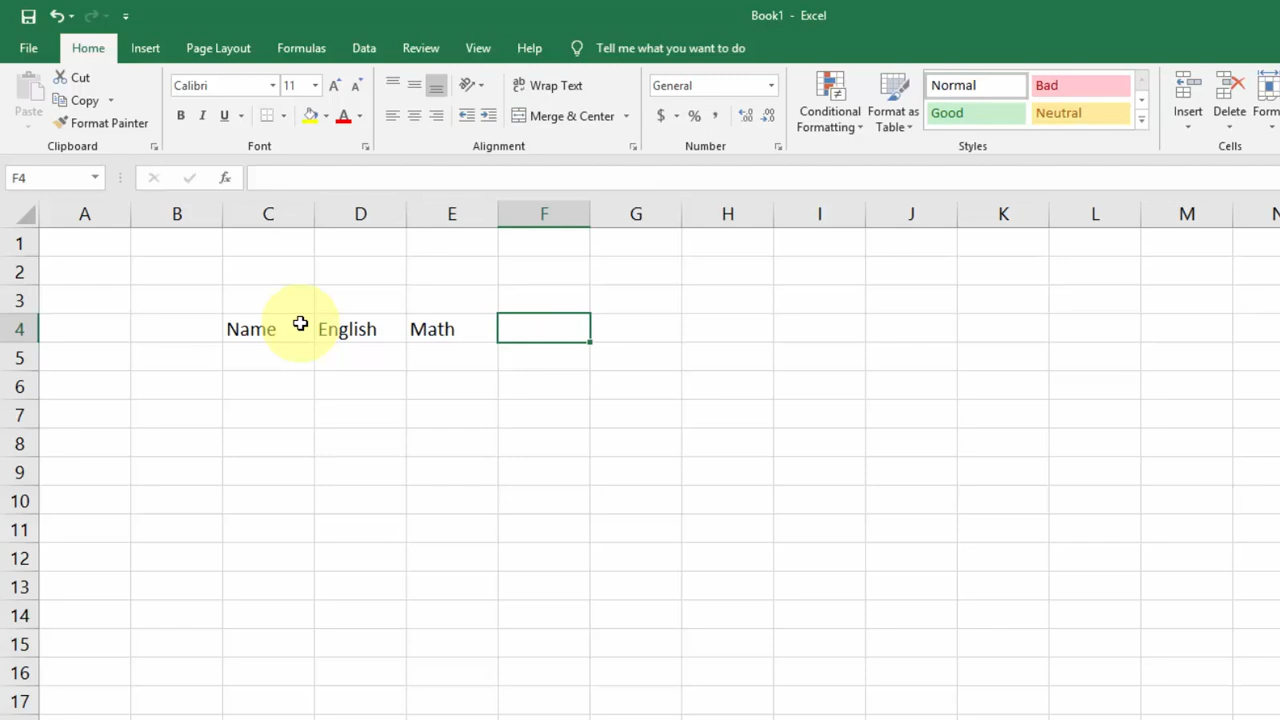 Book1 - Excel
File Home Insert Page Layout Formulas Data Review View Help Tell me what you want to do
Cut
Calibri 11 A A ab Wrap Text General Normal Bad
Paste Copy Conditional Format as Insert Delete
Format Painter B I U A Merge & Center $ % , Formatting Table Good Neutral
Clipboard Font Alignment Number Styles Cells
F4 fx
A B C D E F G H I J K L M N
1
2
3
4 Name English Math
5
6
7
8
9
10
11
12
13
14
15
16
17